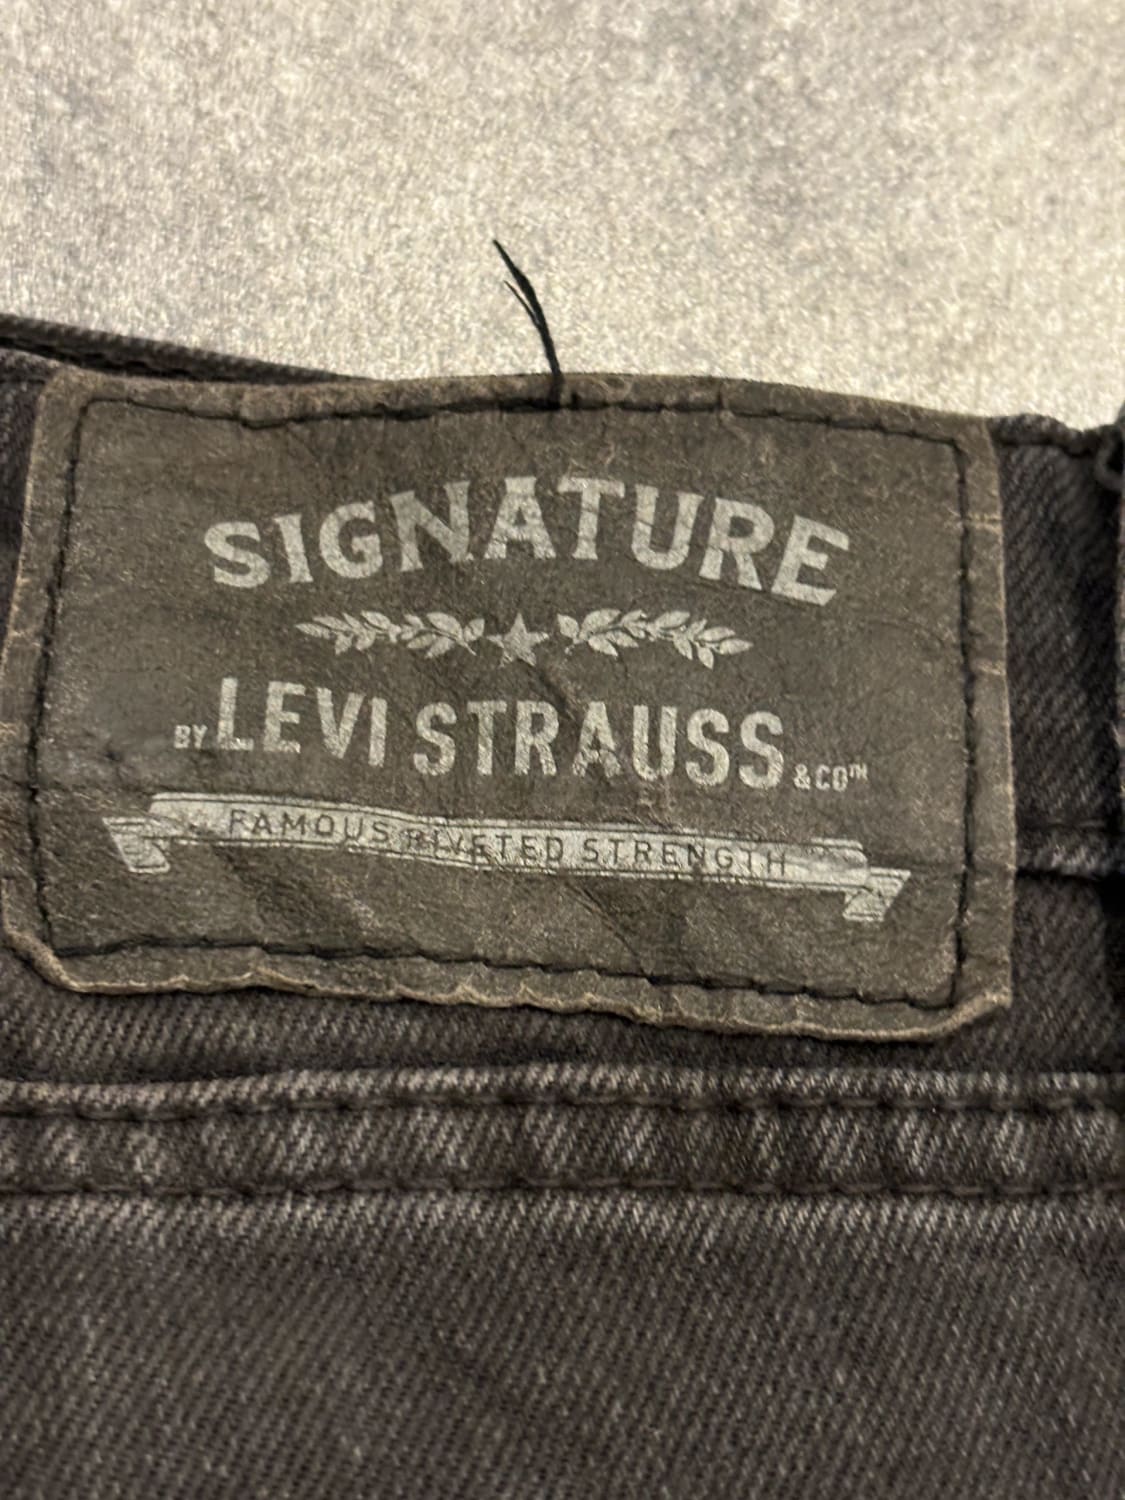 SIGNATURE
BY LEVI STRAUSS & CO™
FAMOUS RIVETED STRENGTH